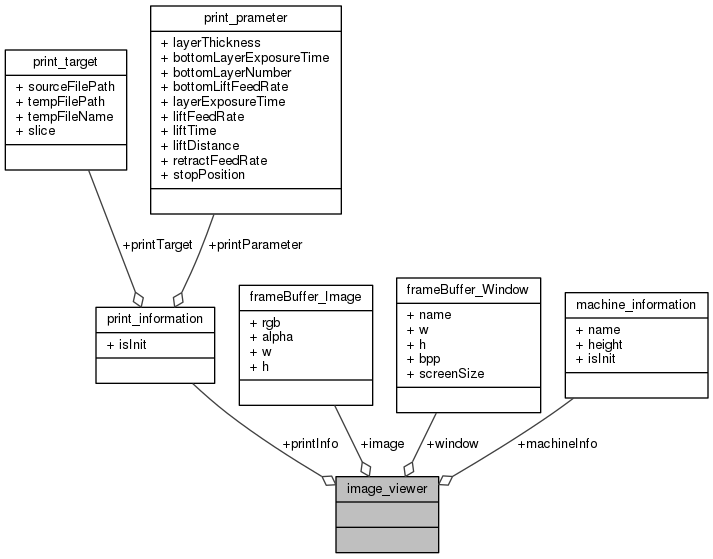 print_prameter
+ layerThickness
+ bottomLayerExposureTime
+ bottomLayerNumber
+ bottomLiftFeedRate
+ layerExposureTime
+ liftFeedRate
+ liftTime
+ liftDistance
+ retractFeedRate
+ stopPosition
print_target
+ sourceFilePath
+ tempFilePath
+ tempFileName
+ slice
+printTarget
+printParameter
print_information
+ isInit
frameBuffer_Image
+ rgb
+ alpha
+ w
+ h
frameBuffer_Window
+ name
+ w
+ h
+ bpp
+ screenSize
machine_information
+ name
+ height
+ isInit
+printInfo
+image
+window
+machineInfo
image_viewer